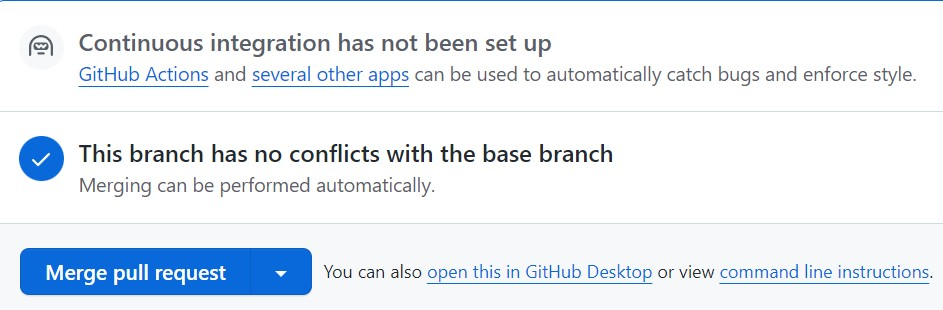 Continuous integration has not been set up
GitHub Actions and several other apps can be used to automatically catch bugs and enforce style.
This branch has no conflicts with the base branch
Merging can be performed automatically.
Merge pull request
You can also open this in GitHub Desktop or view command line instructions.